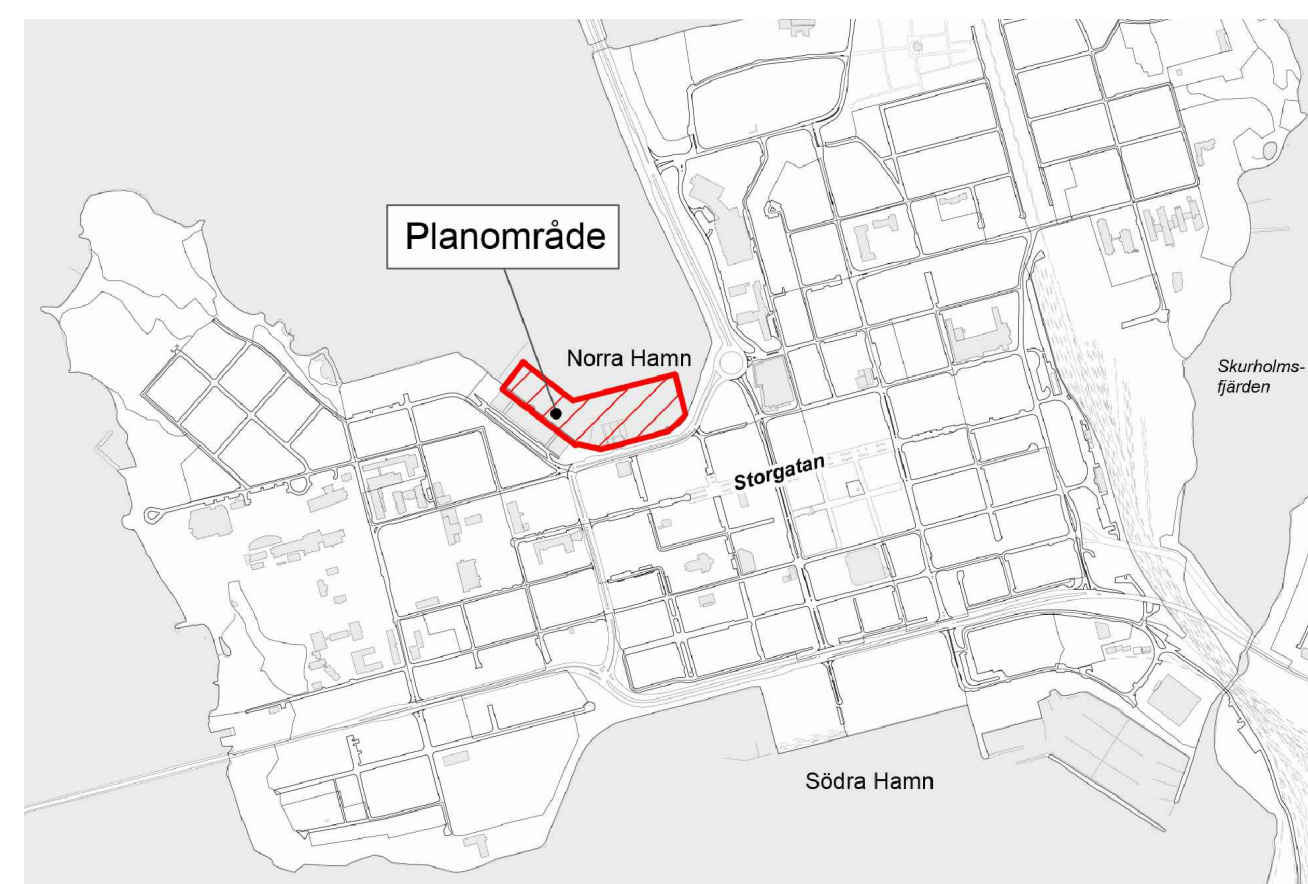 Planområde
Norra Hamn
Skurholms-
fjärden
Storgatan
Södra Hamn